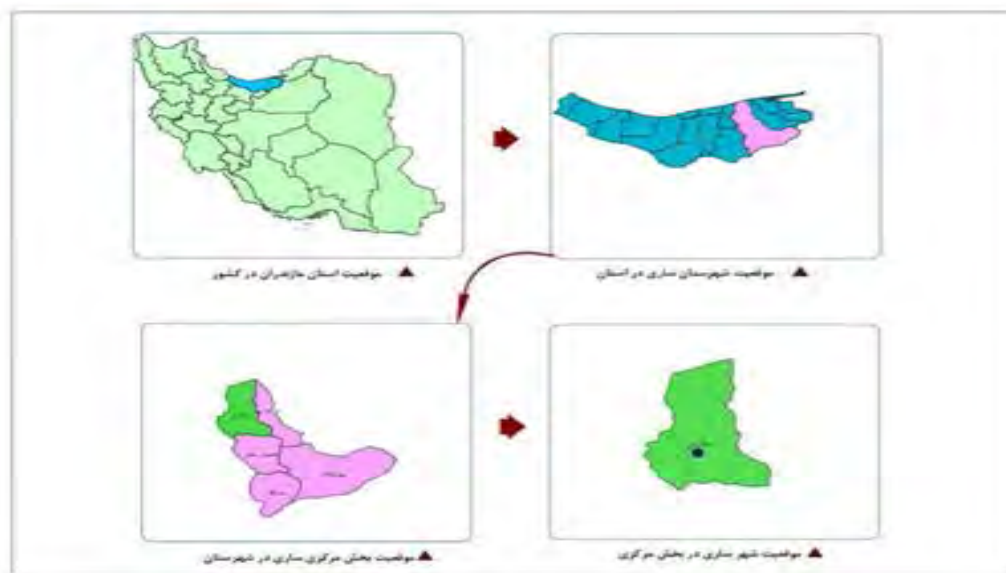 موقعیت استان مازندران در کشور
موقعیت شهرستان ساری در استان
موقعیت بخش مرکزی ساری در شهرستان
موقعیت شهر ساری در بخش مرکزی